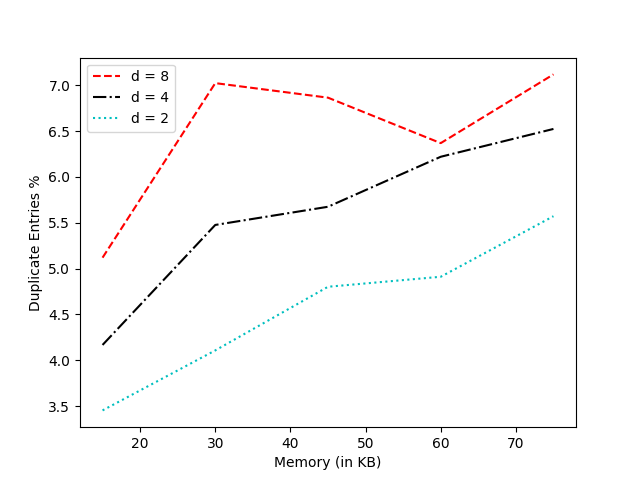 d = 8
d = 4
d = 2
Duplicate Entries %
7.0
6.5
6.0
5.5
5.0
4.5
4.0
3.5
20 30 40 50 60 70
Memory (in KB)